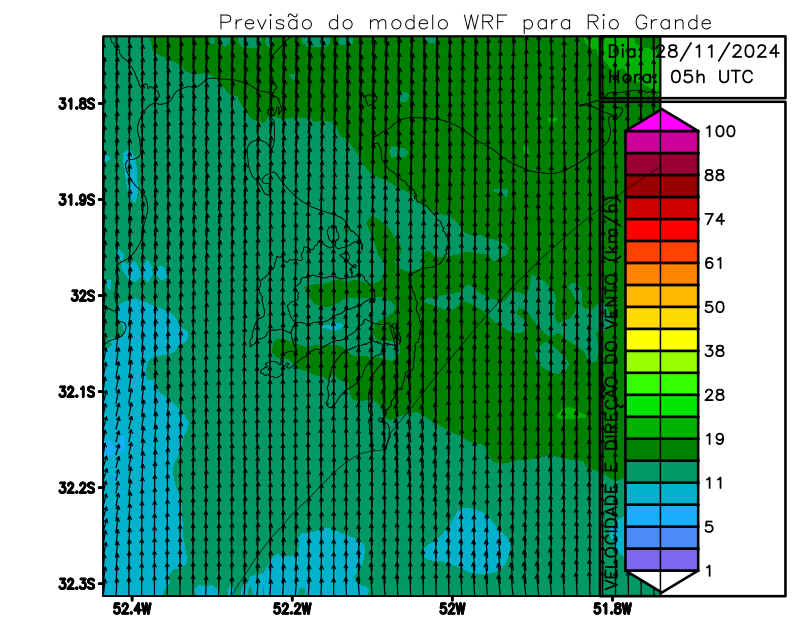 Previsão do modelo WRF para Rio Grande
Dia: 28/11/2024
Hora: 05h UTC
31.8S
31.9S
32S
32.1S
32.2S
32.3S
52.4W
52.2W
52W
51.8W
VELOCIDADE E DIREÇÃO DO VENTO (km/h)
100
88
74
61
50
38
28
19
11
5
1